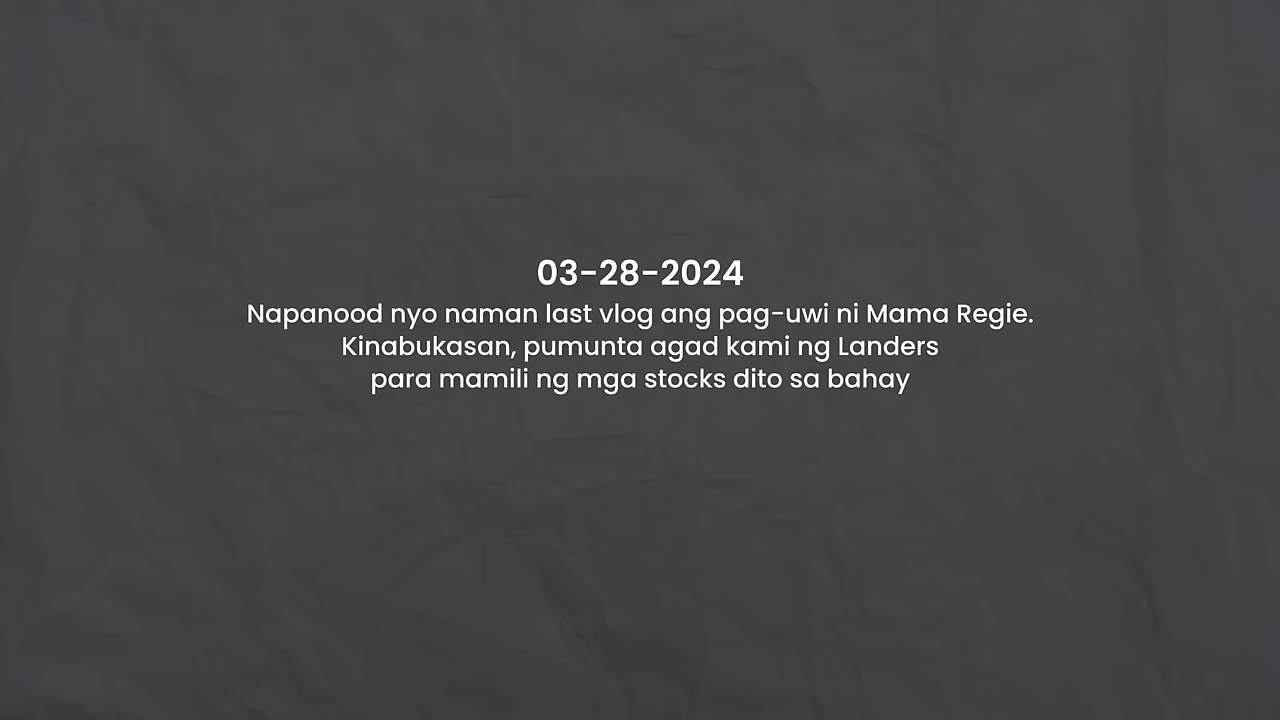 03-28-2024
Napanood nyo naman last vlog ang pag-uwi ni Mama Regie.
Kinabukasan, pumunta agad kami ng Landers
para mamili ng mga stocks dito sa bahay